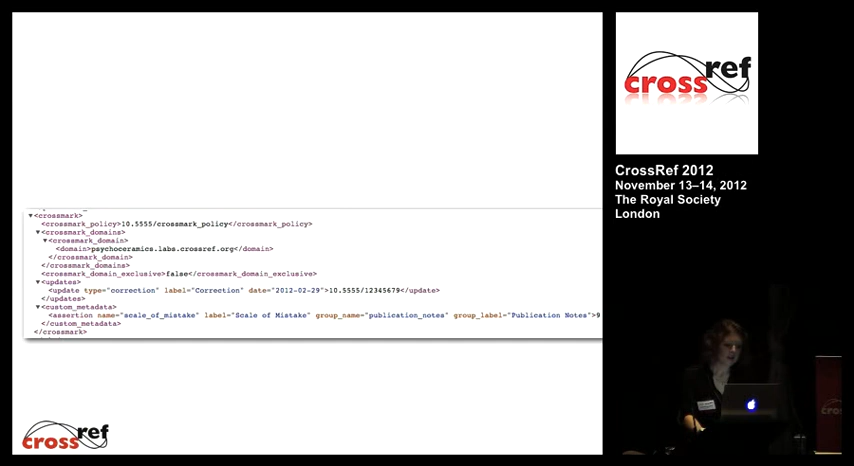 ▼<crossmark>
<crossmark_policy>10.5555/crossmark_policy</crossmark_policy>
▼<crossmark_domains>
▼<crossmark_domain>
<domain>psychoceramics.labs.crossref.org</domain>
</crossmark_domain>
</crossmark_domains>
<crossmark_domain_exclusive>false</crossmark_domain_exclusive>
▼<updates>
<update type="correction" label="Correction" date="2012-02-29">10.5555/12345679</update>
</updates>
▼<custom_metadata>
<assertion name="scale_of_mistake" label="Scale of Mistake" group_name="publication_notes" group_label="Publication Notes">9
</custom_metadata>
</crossmark>
crossref
crossref
CrossRef 2012
November 13–14, 2012
The Royal Society
London